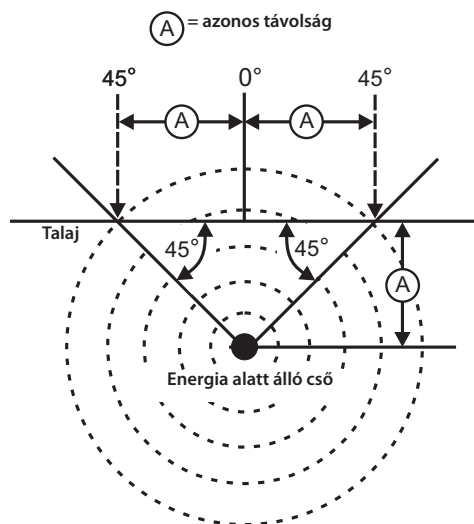 A = azonos távolság
45° 0° 45°
A A
Talaj
45° 45°
A
Energia alatt álló cső